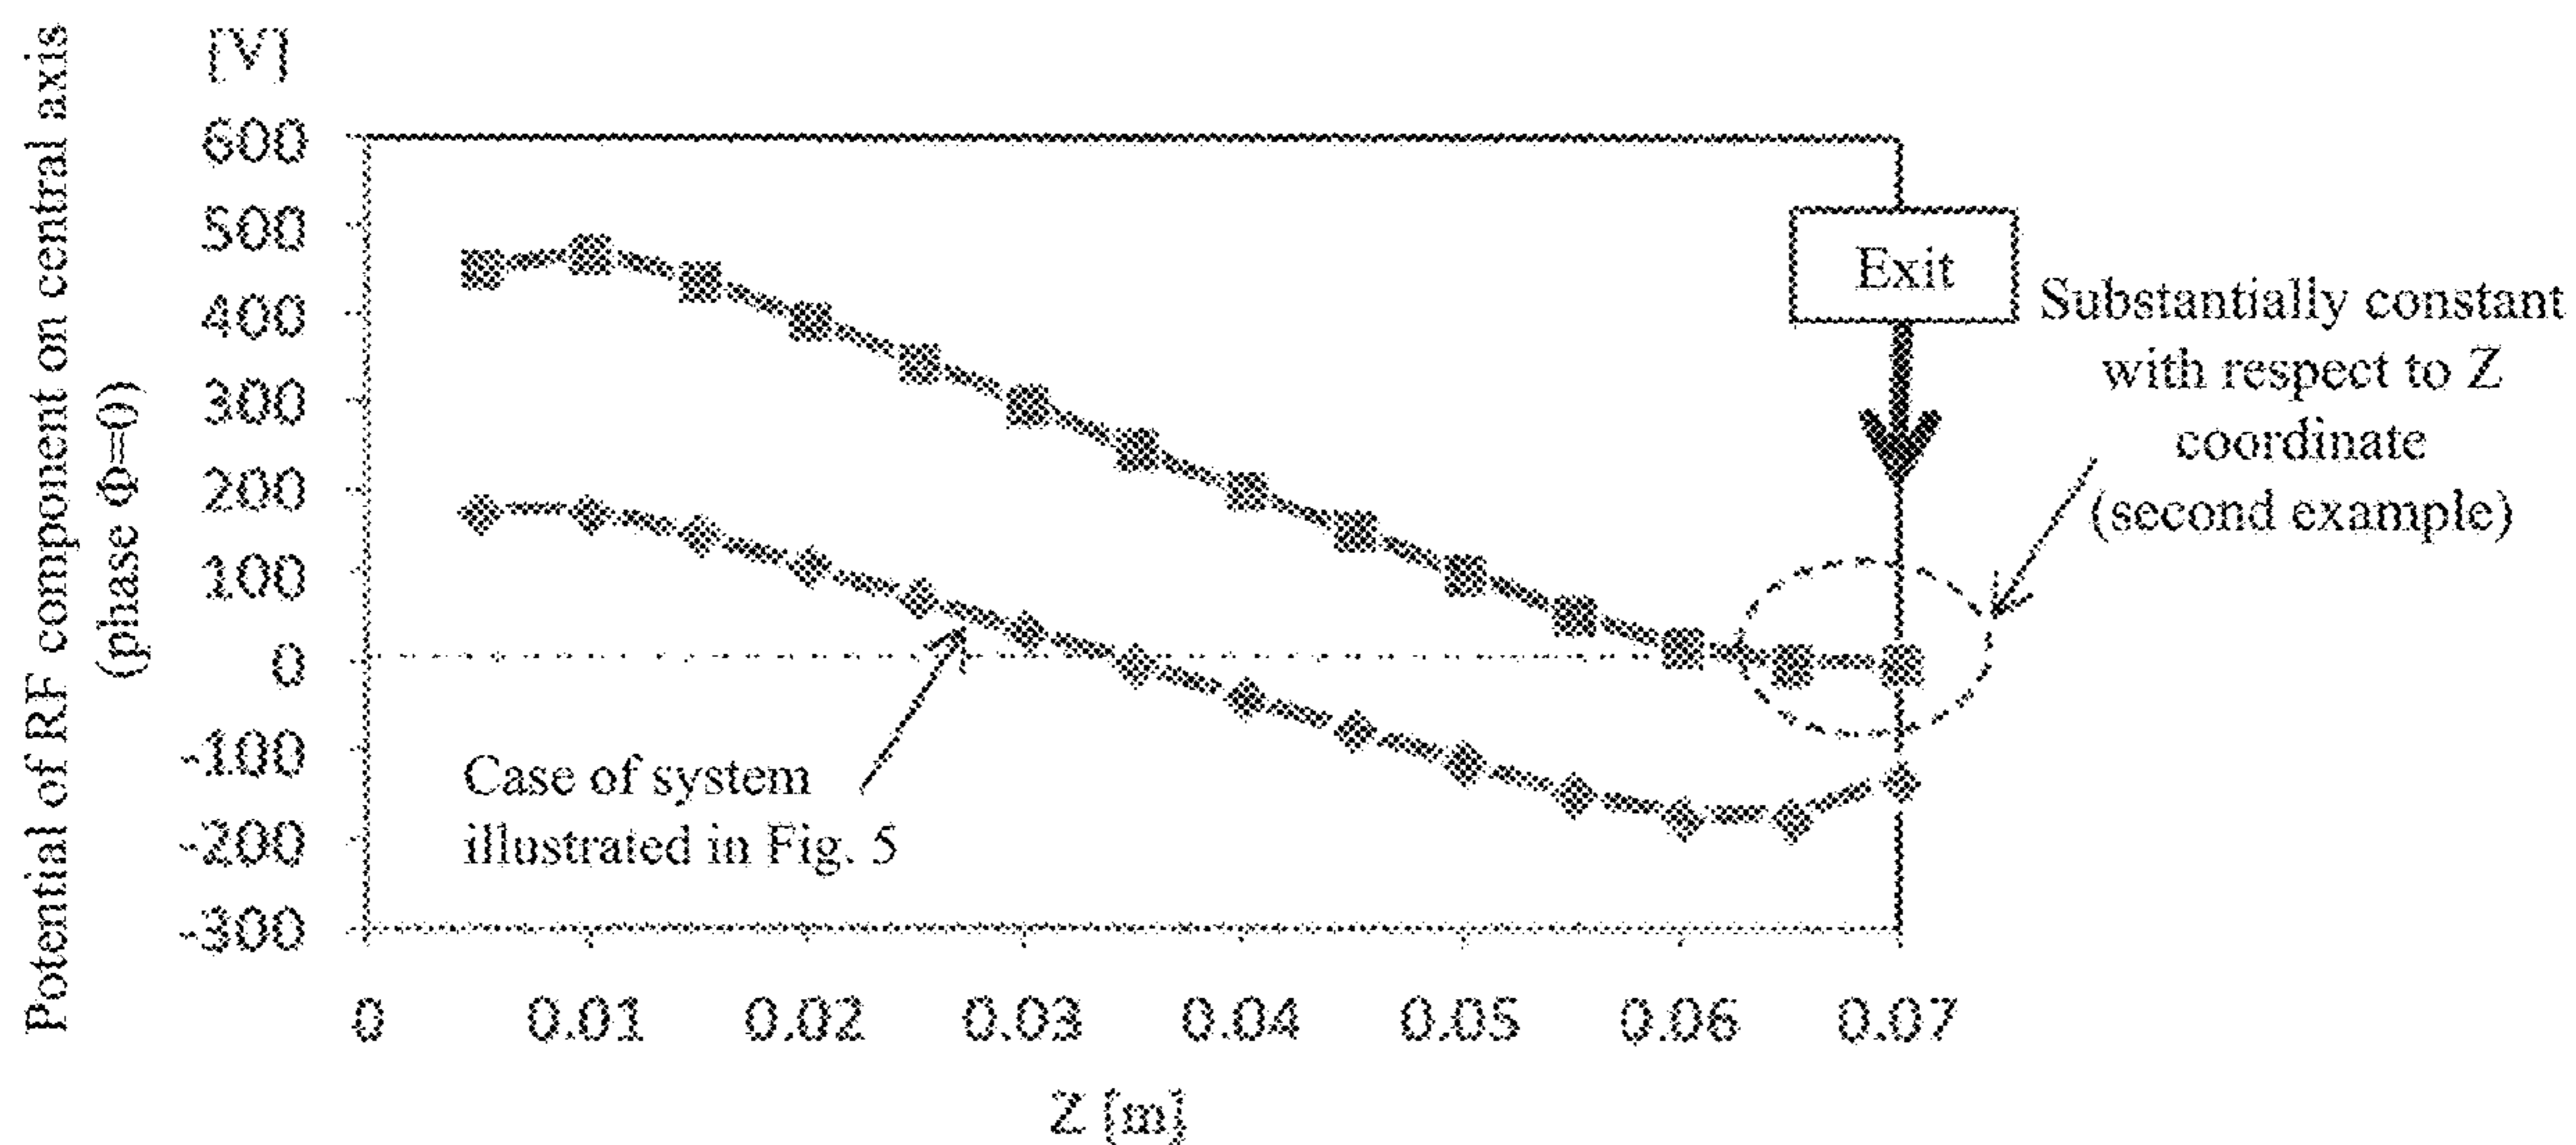 Potential of RF component on central axis
(phase Φ=0)
[V]
600
500
400
300
200
100
0
-100
-200
-300
Exit
Substantially constant
with respect to Z
coordinate
(second example)
Case of system
illustrated in Fig. 5
0 0.01 0.02 0.03 0.04 0.05 0.06 0.07
Z [m]